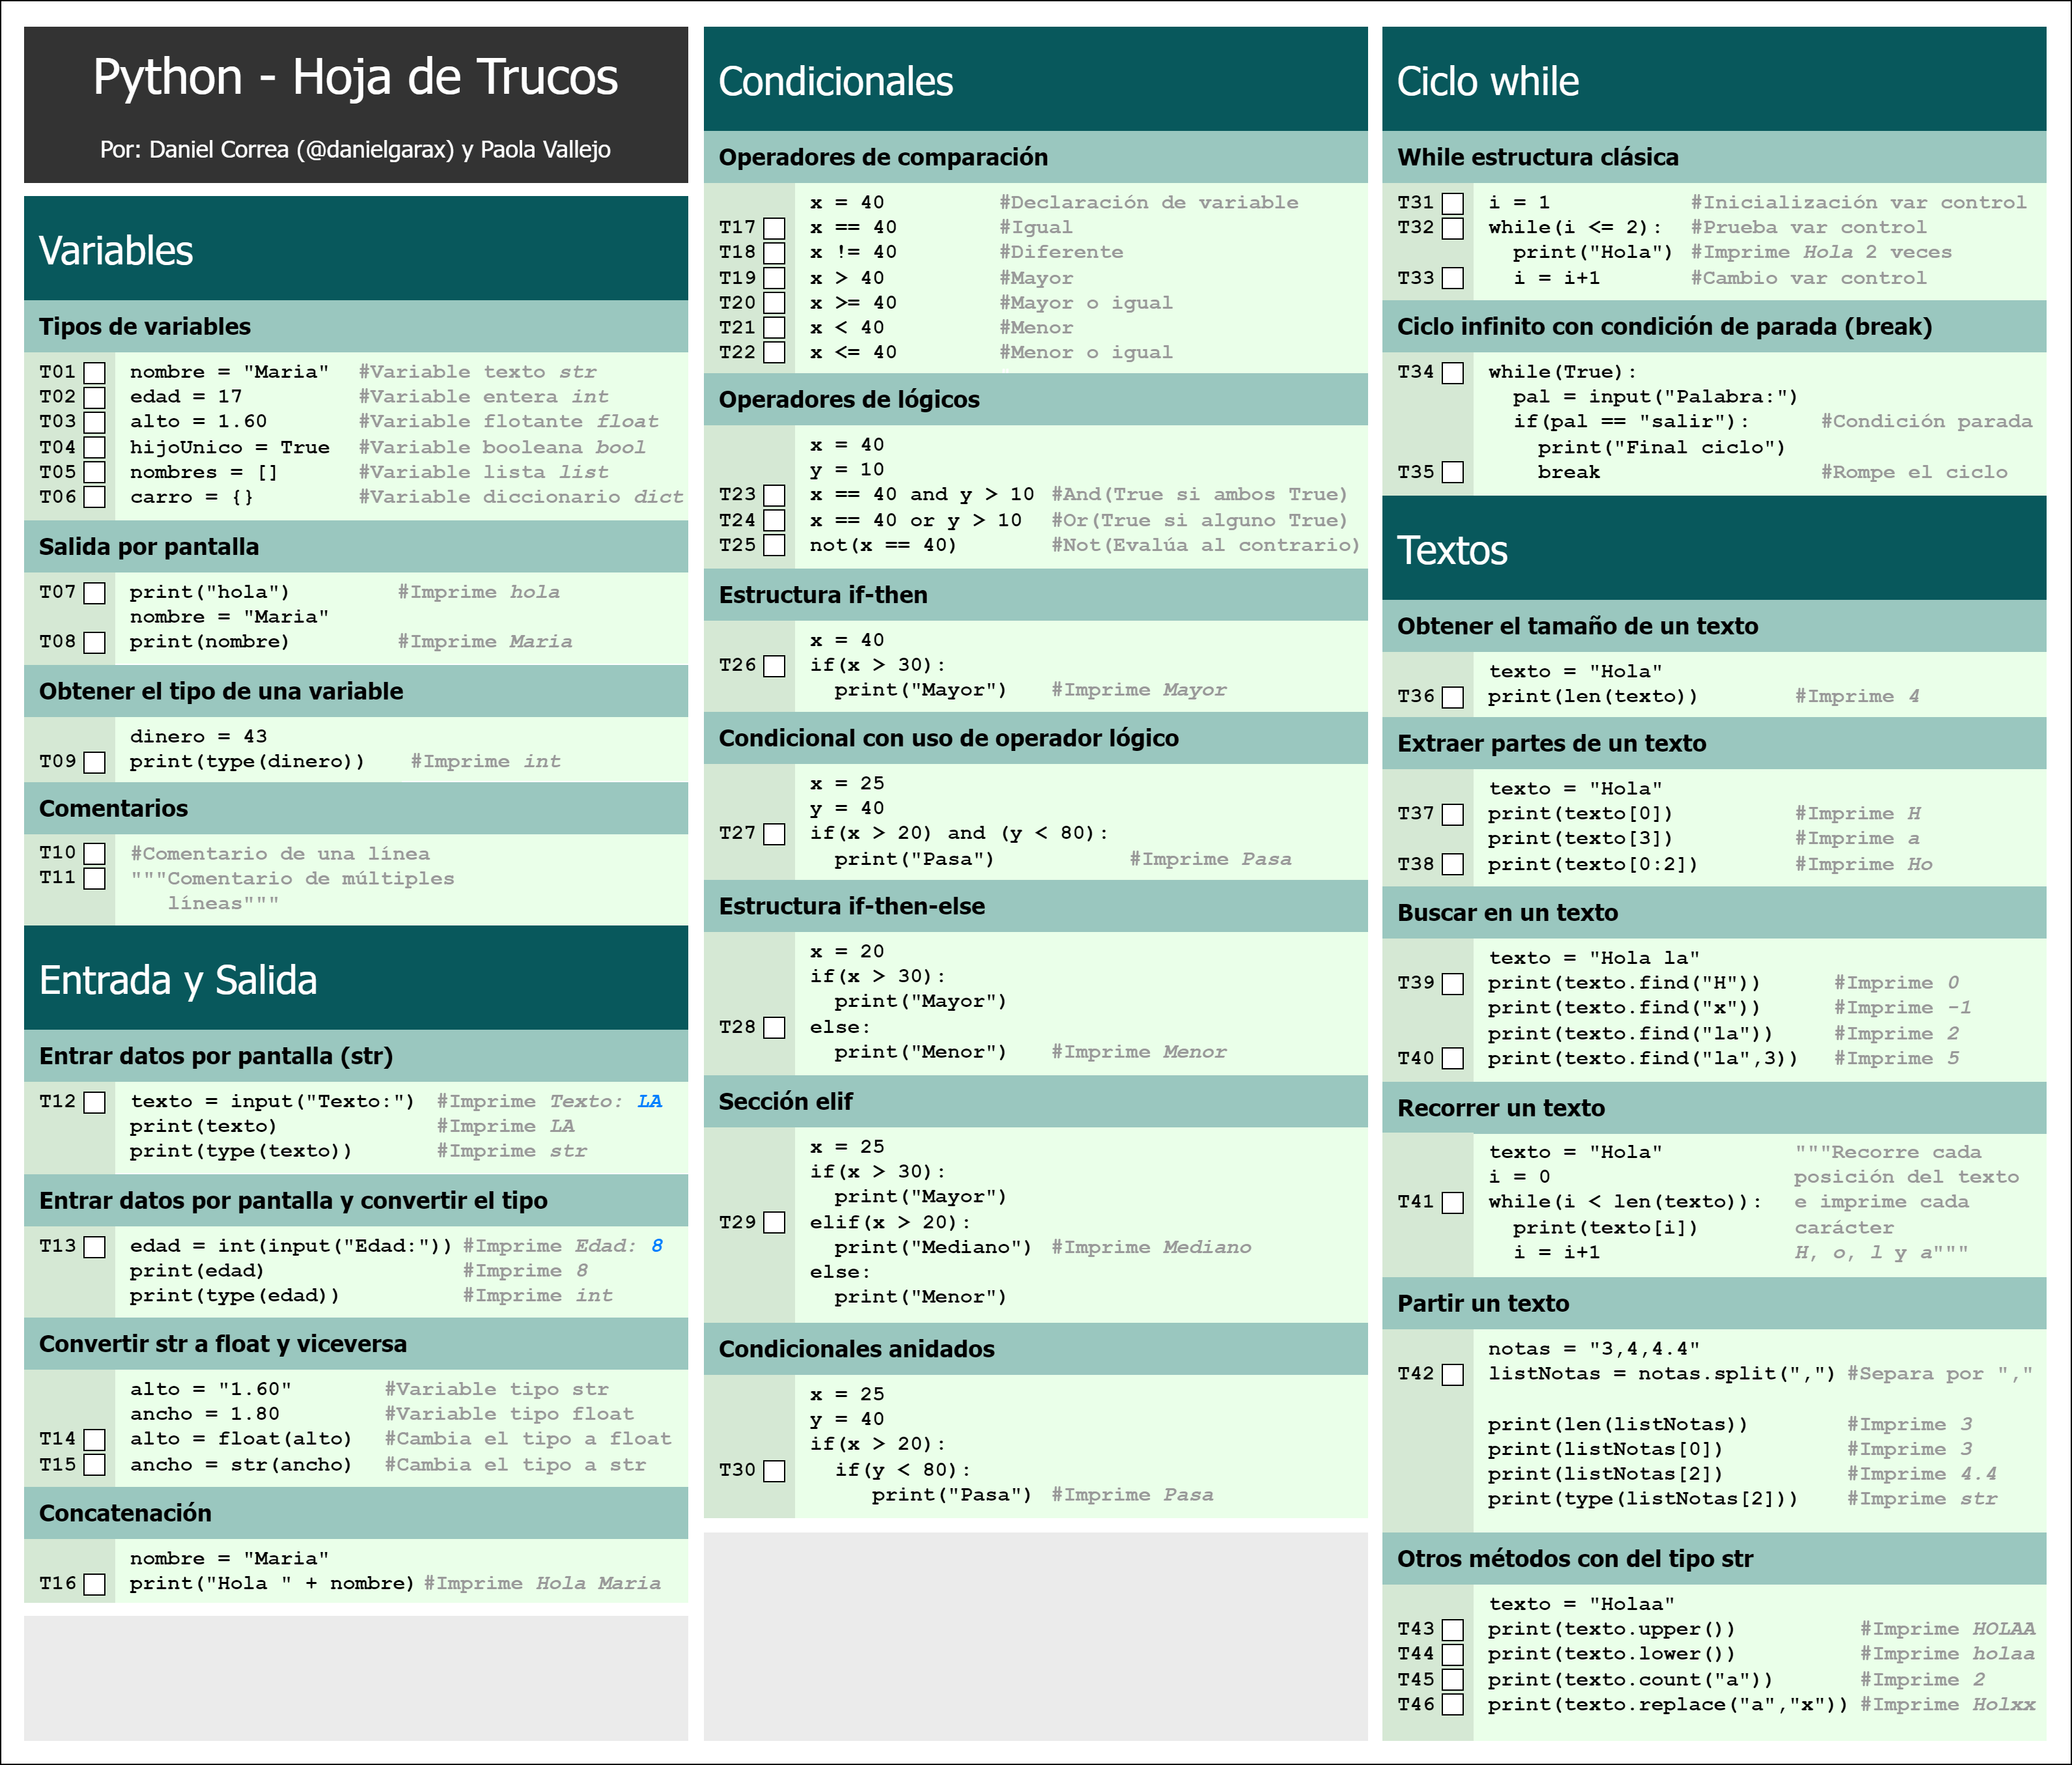 Python - Hoja de Trucos
Por: Daniel Correa (@danielgarax) y Paola Vallejo
Variables
Tipos de variables
T01 nombre = "Maria" #Variable texto str
T02 edad = 17 #Variable entera int
T03 alto = 1.60 #Variable flotante float
T04 hijoUnico = True #Variable booleana bool
T05 nombres = [] #Variable lista list
T06 carro = {} #Variable diccionario dict
Salida por pantalla
T07 print("hola") #Imprime hola
nombre = "Maria"
T08 print(nombre) #Imprime Maria
Obtener el tipo de una variable
dinero = 43
T09 print(type(dinero)) #Imprime int
Comentarios
T10 #Comentario de una línea
T11 """Comentario de múltiples
líneas"""
Entrada y Salida
Entrar datos por pantalla (str)
T12 texto = input("Texto:") #Imprime Texto: LA
print(texto) #Imprime LA
print(type(texto)) #Imprime str
Entrar datos por pantalla y convertir el tipo
T13 edad = int(input("Edad:")) #Imprime Edad: 8
print(edad) #Imprime 8
print(type(edad)) #Imprime int
Convertir str a float y viceversa
alto = "1.60" #Variable tipo str
ancho = 1.80 #Variable tipo float
T14 alto = float(alto) #Cambia el tipo a float
T15 ancho = str(ancho) #Cambia el tipo a str
Concatenación
nombre = "Maria"
T16 print("Hola " + nombre) #Imprime Hola Maria
Condicionales
Operadores de comparación
x = 40 #Declaración de variable
T17 x == 40 #Igual
T18 x != 40 #Diferente
T19 x > 40 #Mayor
T20 x >= 40 #Mayor o igual
T21 x < 40 #Menor
T22 x <= 40 #Menor o igual
Operadores de lógicos
x = 40
y = 10
T23 x == 40 and y > 10 #And(True si ambos True)
T24 x == 40 or y > 10 #Or(True si alguno True)
T25 not(x == 40) #Not(Evalúa al contrario)
Estructura if-then
x = 40
T26 if(x > 30):
print("Mayor") #Imprime Mayor
Condicional con uso de operador lógico
x = 25
y = 40
T27 if(x > 20) and (y < 80):
print("Pasa") #Imprime Pasa
Estructura if-then-else
x = 20
if(x > 30):
print("Mayor")
T28 else:
print("Menor") #Imprime Menor
Sección elif
x = 25
if(x > 30):
print("Mayor")
T29 elif(x > 20):
print("Mediano") #Imprime Mediano
else:
print("Menor")
Condicionales anidados
x = 25
y = 40
if(x > 20):
T30 if(y < 80):
print("Pasa") #Imprime Pasa
Ciclo while
While estructura clásica
T31 i = 1 #Inicialización var control
T32 while(i <= 2): #Prueba var control
print("Hola") #Imprime Hola 2 veces
T33 i = i+1 #Cambio var control
Ciclo infinito con condición de parada (break)
T34 while(True):
pal = input("Palabra:")
if(pal == "salir"): #Condición parada
print("Final ciclo")
T35 break #Rompe el ciclo
Textos
Obtener el tamaño de un texto
texto = "Hola"
T36 print(len(texto)) #Imprime 4
Extraer partes de un texto
texto = "Hola"
T37 print(texto[0]) #Imprime H
print(texto[3]) #Imprime a
T38 print(texto[0:2]) #Imprime Ho
Buscar en un texto
texto = "Hola la"
T39 print(texto.find("H")) #Imprime 0
print(texto.find("x")) #Imprime -1
print(texto.find("la")) #Imprime 2
T40 print(texto.find("la",3)) #Imprime 5
Recorrer un texto
texto = "Hola" """Recorre cada
i = 0 posición del texto
T41 while(i < len(texto)): e imprime cada
print(texto[i]) carácter
i = i+1 H, o, l y a"""
Partir un texto
notas = "3,4,4.4"
T42 listNotas = notas.split(",") #Separa por ","
print(len(listNotas)) #Imprime 3
print(listNotas[0]) #Imprime 3
print(listNotas[2]) #Imprime 4.4
print(type(listNotas[2])) #Imprime str
Otros métodos con del tipo str
texto = "Holaa"
T43 print(texto.upper()) #Imprime HOLAA
T44 print(texto.lower()) #Imprime holaa
T45 print(texto.count("a")) #Imprime 2
T46 print(texto.replace("a","x")) #Imprime Holxx